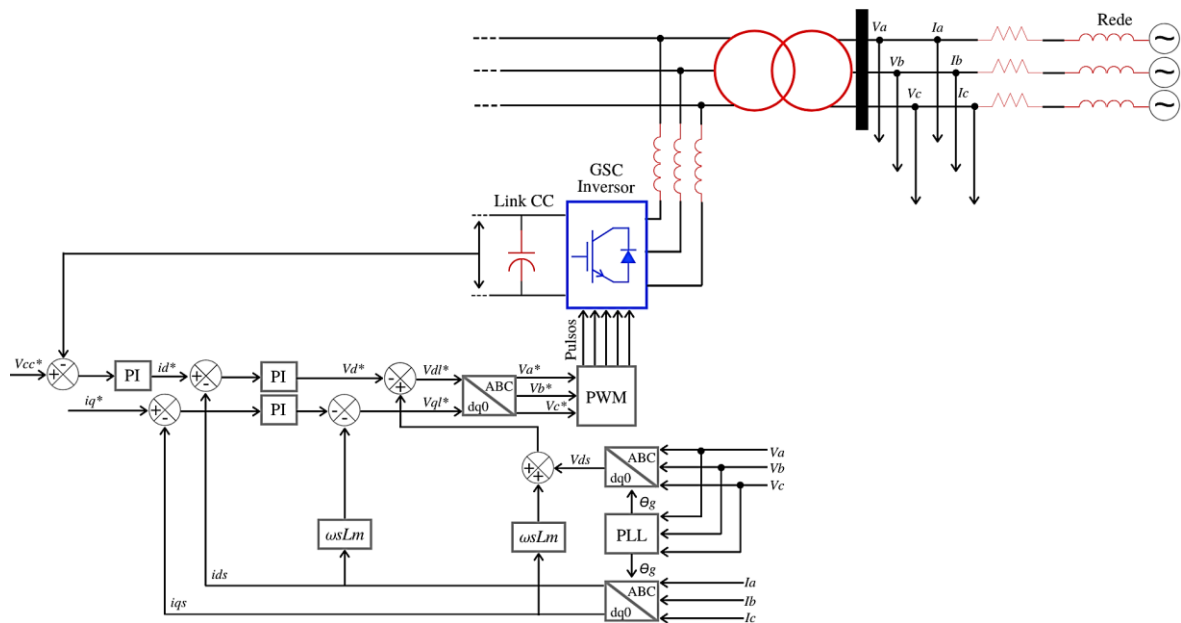 Va
Ia
Rede
Vb
Ib
Vc
Ic
~
~
~
GSC
Inversor
Link CC
Pulsos
Vcc*
-
+
PI
id*
+
-
PI
Vd*
-
+
Vdl*
ABC
dq0
Va*
Vb*
Vc*
PWM
iq*
+
-
PI
-
-
Vql*
+
+
Vds
ABC
dq0
Va
Vb
Vc
θg
PLL
ωsLm
ωsLm
θg
ids
ABC
dq0
Ia
Ib
Ic
iqs